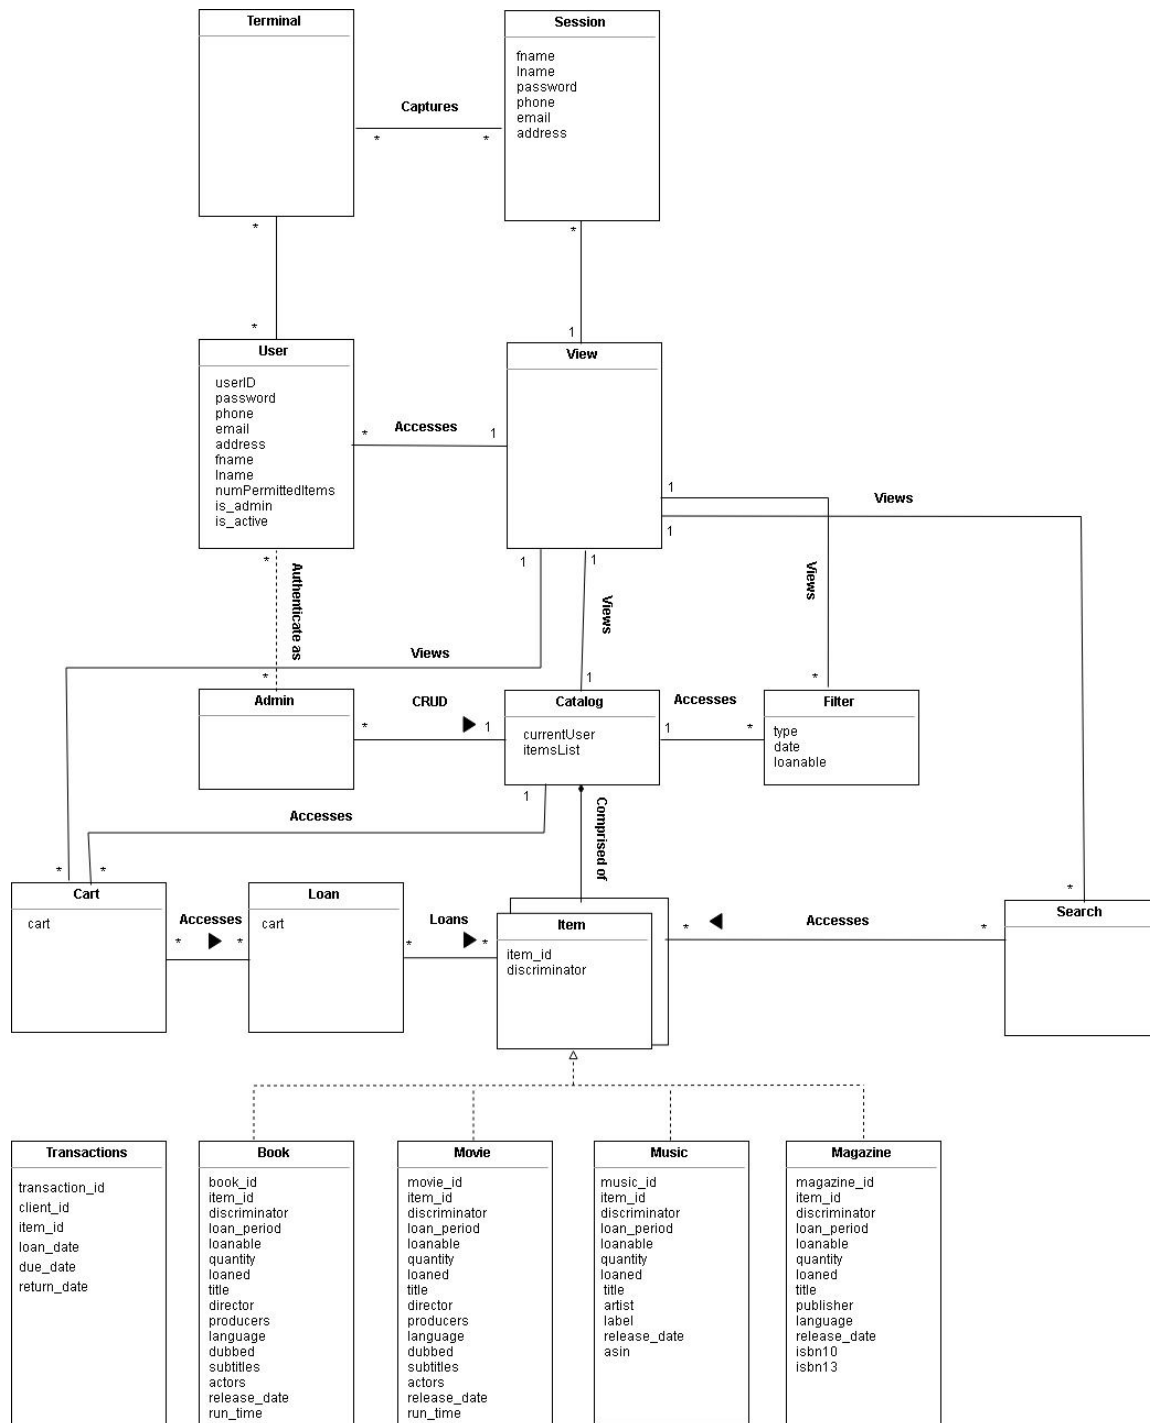 Terminal
Session
fname
lname
password
phone
email
address
Captures
*
*
*
*
*
1
User
userID
password
phone
email
address
fname
lname
numPermittedItems
is_admin
is_active
View
Accesses
*
1
1
1
Views
Views
Views
Views
*
Authenticate as
*
1
1
1
*
Admin
CRUD
*
1
Catalog
currentUser
itemsList
Accesses
1
*
Filter
type
date
loanable
1
Accesses
Comprised of
*
*
*
Cart
cart
Accesses
*
*
Loan
cart
Loans
*
*
Item
item_id
discriminator
*
Accesses
*
Search
Transactions
transaction_id
client_id
item_id
loan_date
due_date
return_date
Book
book_id
item_id
discriminator
loan_period
loanable
quantity
loaned
title
director
producers
language
dubbed
subtitles
actors
release_date
run_time
Movie
movie_id
item_id
discriminator
loan_period
loanable
quantity
loaned
title
director
producers
language
dubbed
subtitles
actors
release_date
run_time
Music
music_id
item_id
discriminator
loan_period
loanable
quantity
loaned
title
artist
label
release_date
asin
Magazine
magazine_id
item_id
discriminator
loan_period
loanable
quantity
loaned
title
publisher
language
release_date
isbn10
isbn13